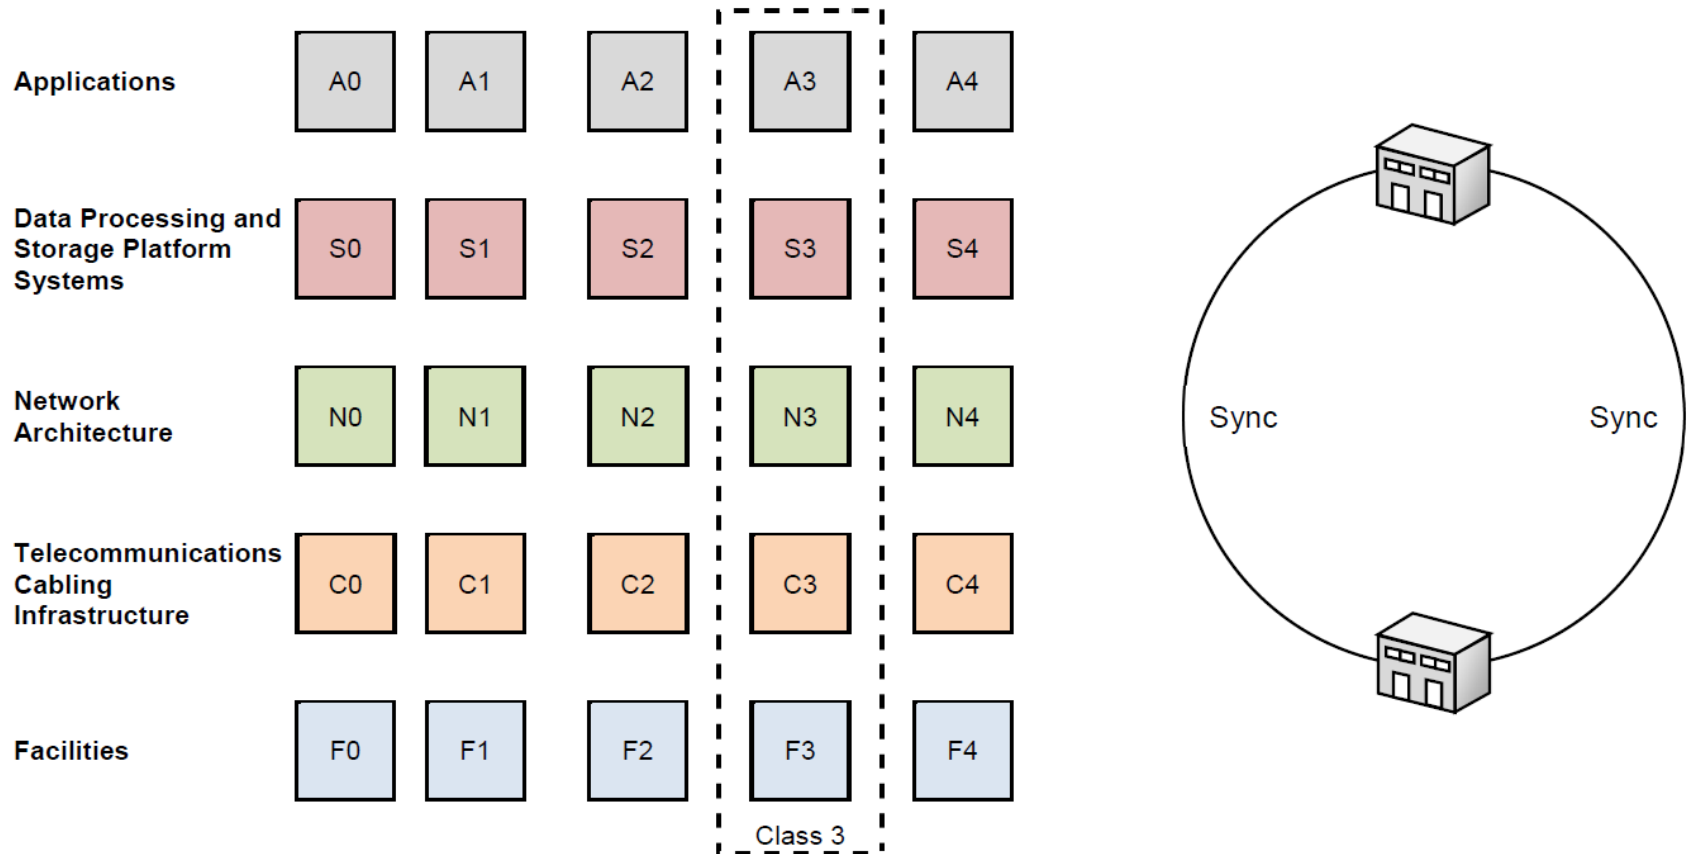 Applications
A0 A1 A2 A3 A4
Data Processing and
Storage Platform
Systems
S0 S1 S2 S3 S4
Network
Architecture
N0 N1 N2 N3 N4
Telecommunications
Cabling
Infrastructure
C0 C1 C2 C3 C4
Facilities
F0 F1 F2 F3 F4
Class 3
Sync Sync